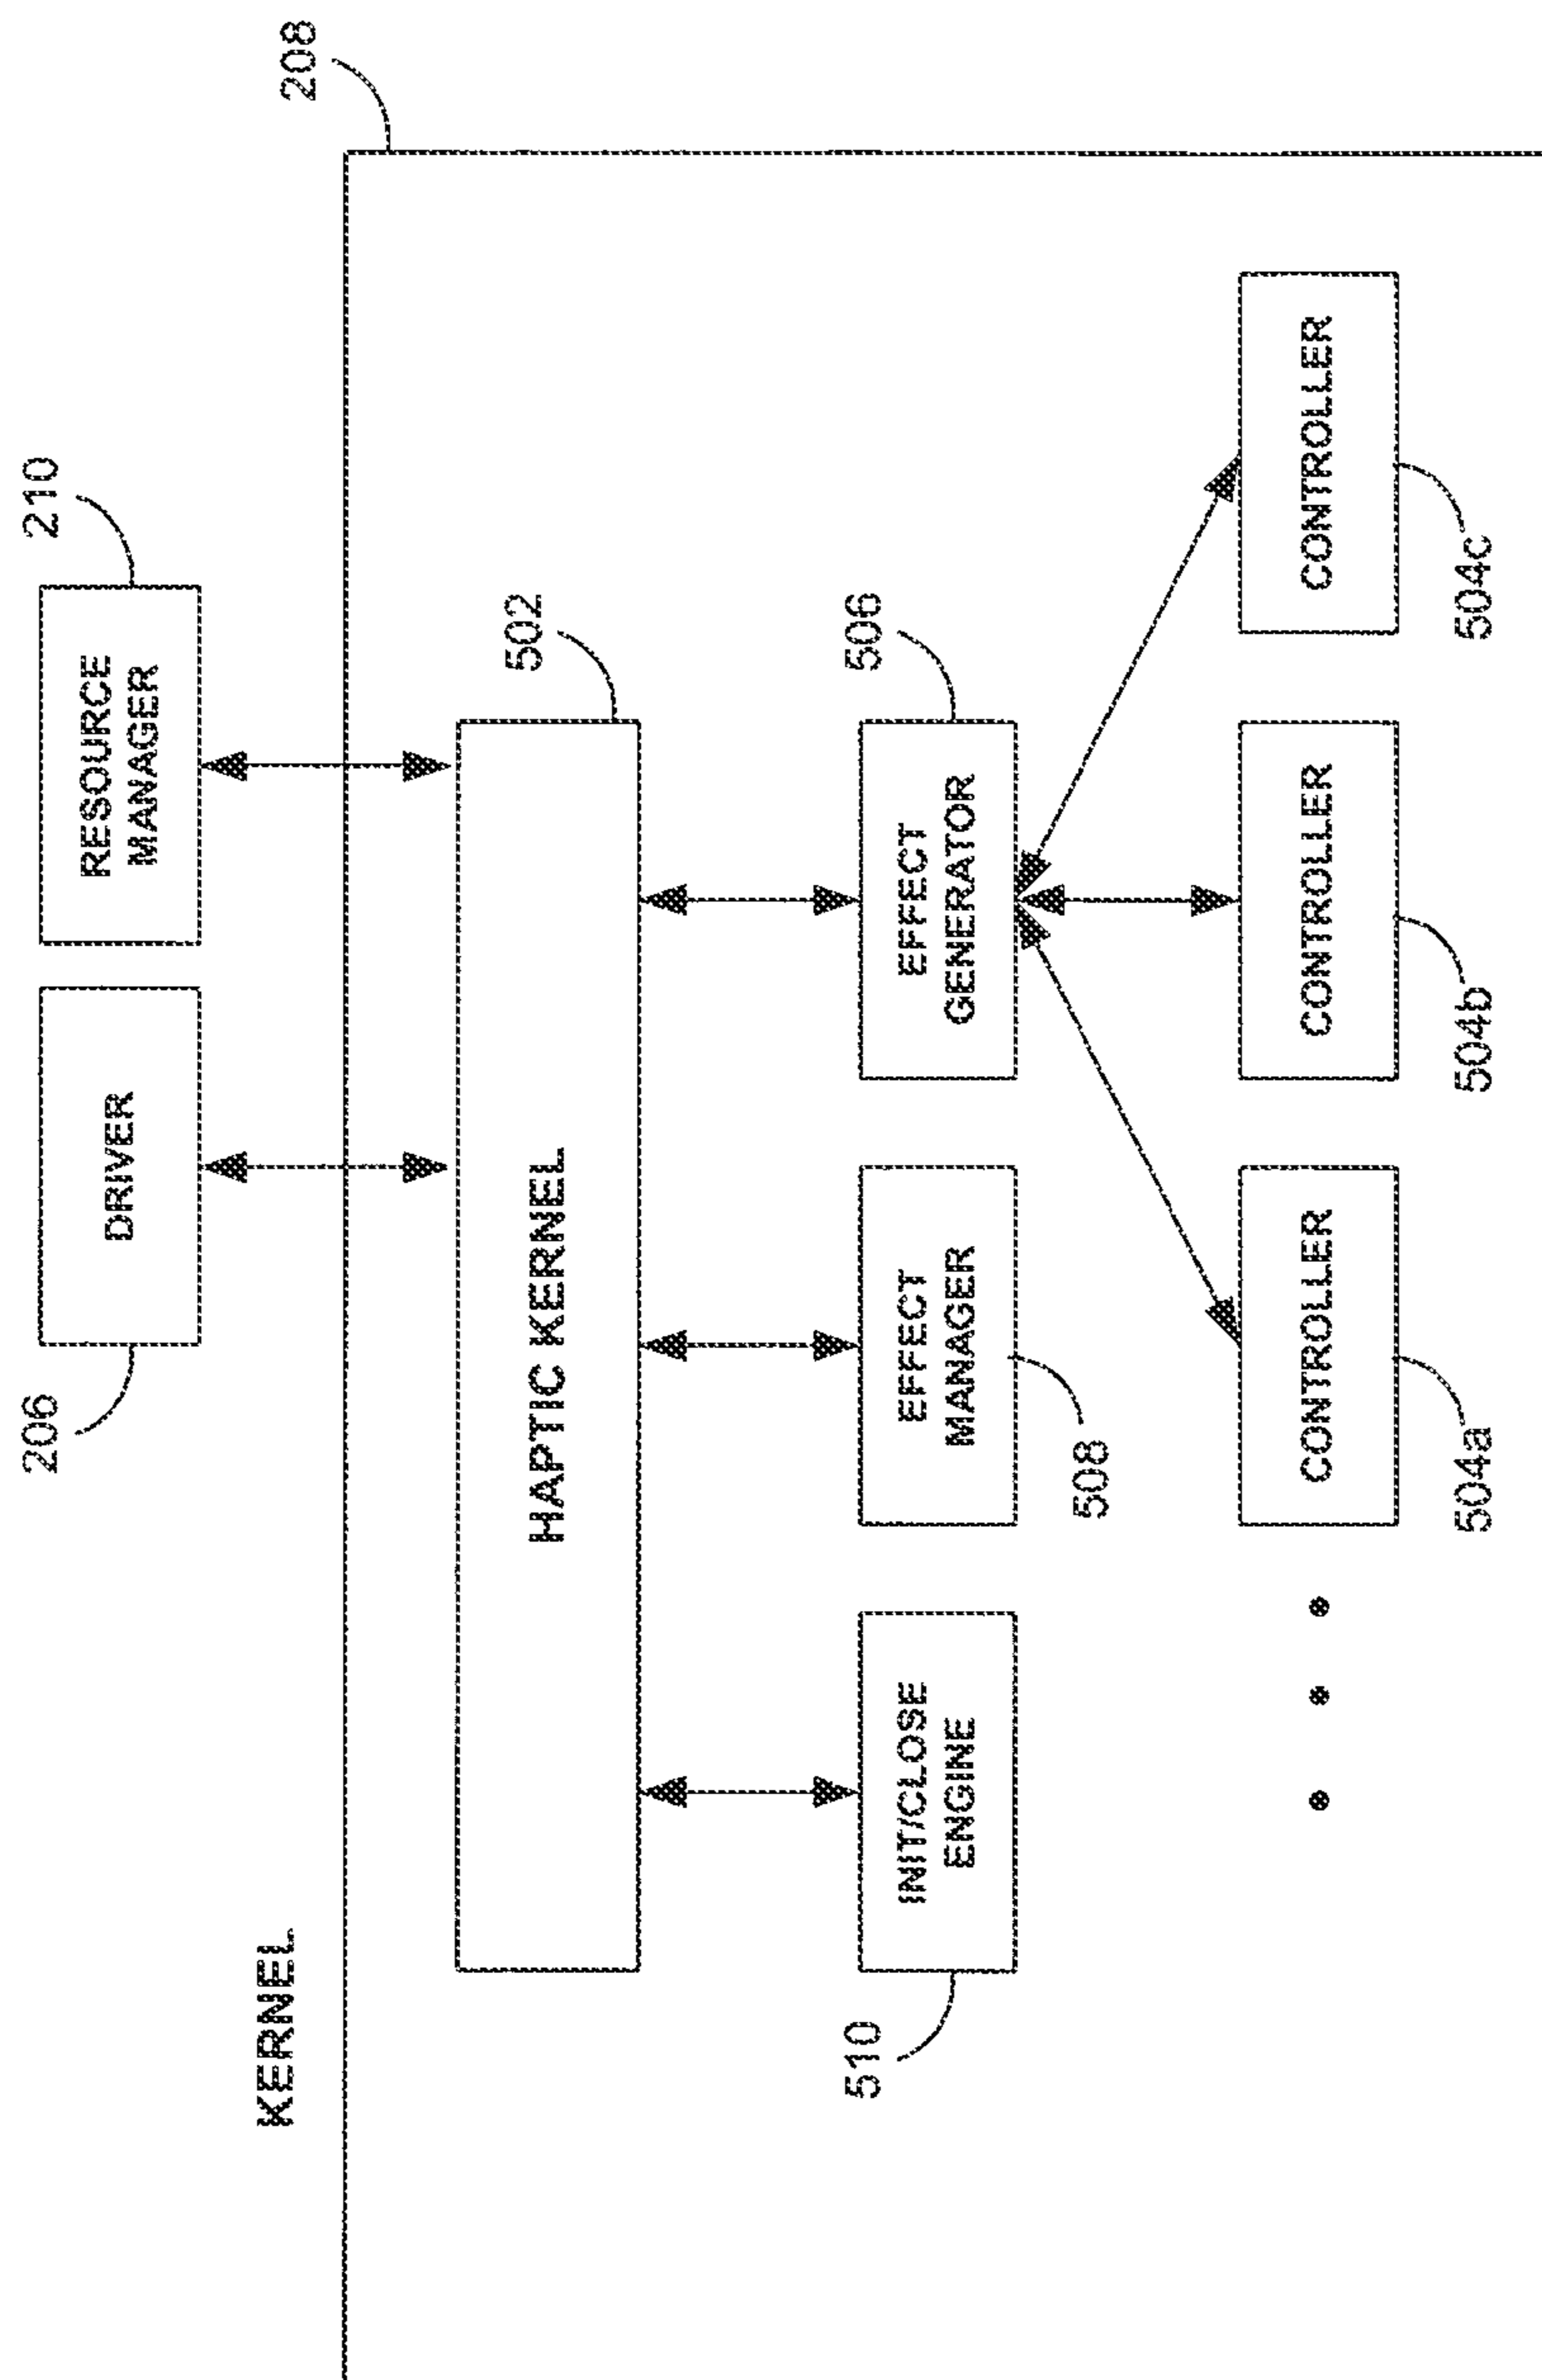 KERNEL
208
206
DRIVER
RESOURCE
MANAGER
210
HAPTIC KERNEL
502
510
INIT/CLOSE
ENGINE
EFFECT
MANAGER
508
EFFECT
GENERATOR
506
CONTROLLER
504a
CONTROLLER
504b
CONTROLLER
504c